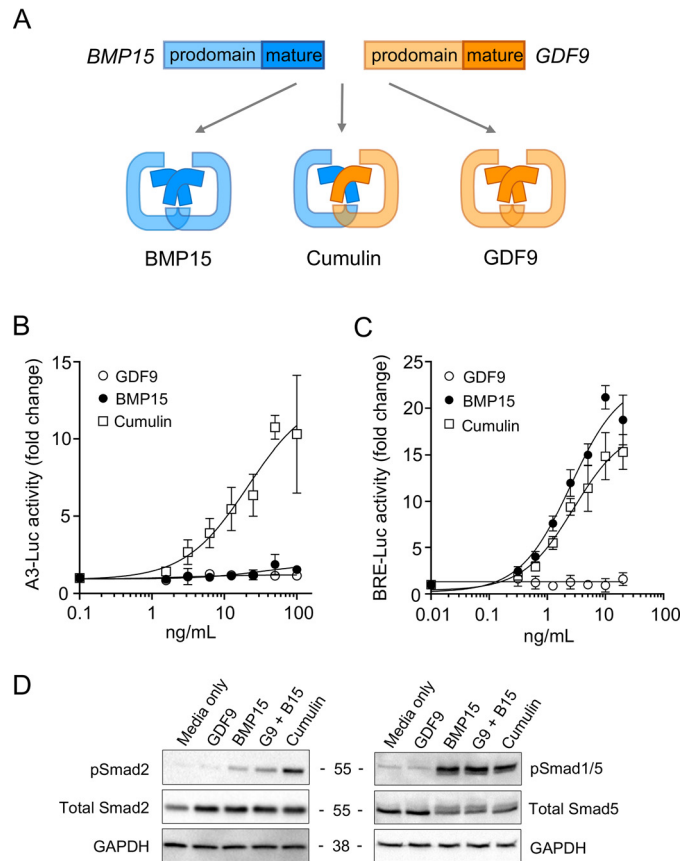 A
BMP15 prodomain mature prodomain mature GDF9
BMP15 Cumulin GDF9
B
A3-Luc activity (fold change)
15
10
5
0
GDF9
BMP15
Cumulin
0.1 1 10 100
ng/mL
C
BRE-Luc activity (fold change)
25
20
15
10
5
0
GDF9
BMP15
Cumulin
0.01 0.1 1 10 100
ng/mL
D
Media only GDF9 BMP15 G9 + B15 Cumulin
Media only GDF9 BMP15 G9 + B15 Cumulin
pSmad2 - 55 - pSmad1/5
Total Smad2 - 55 - Total Smad5
GAPDH - 38 - GAPDH